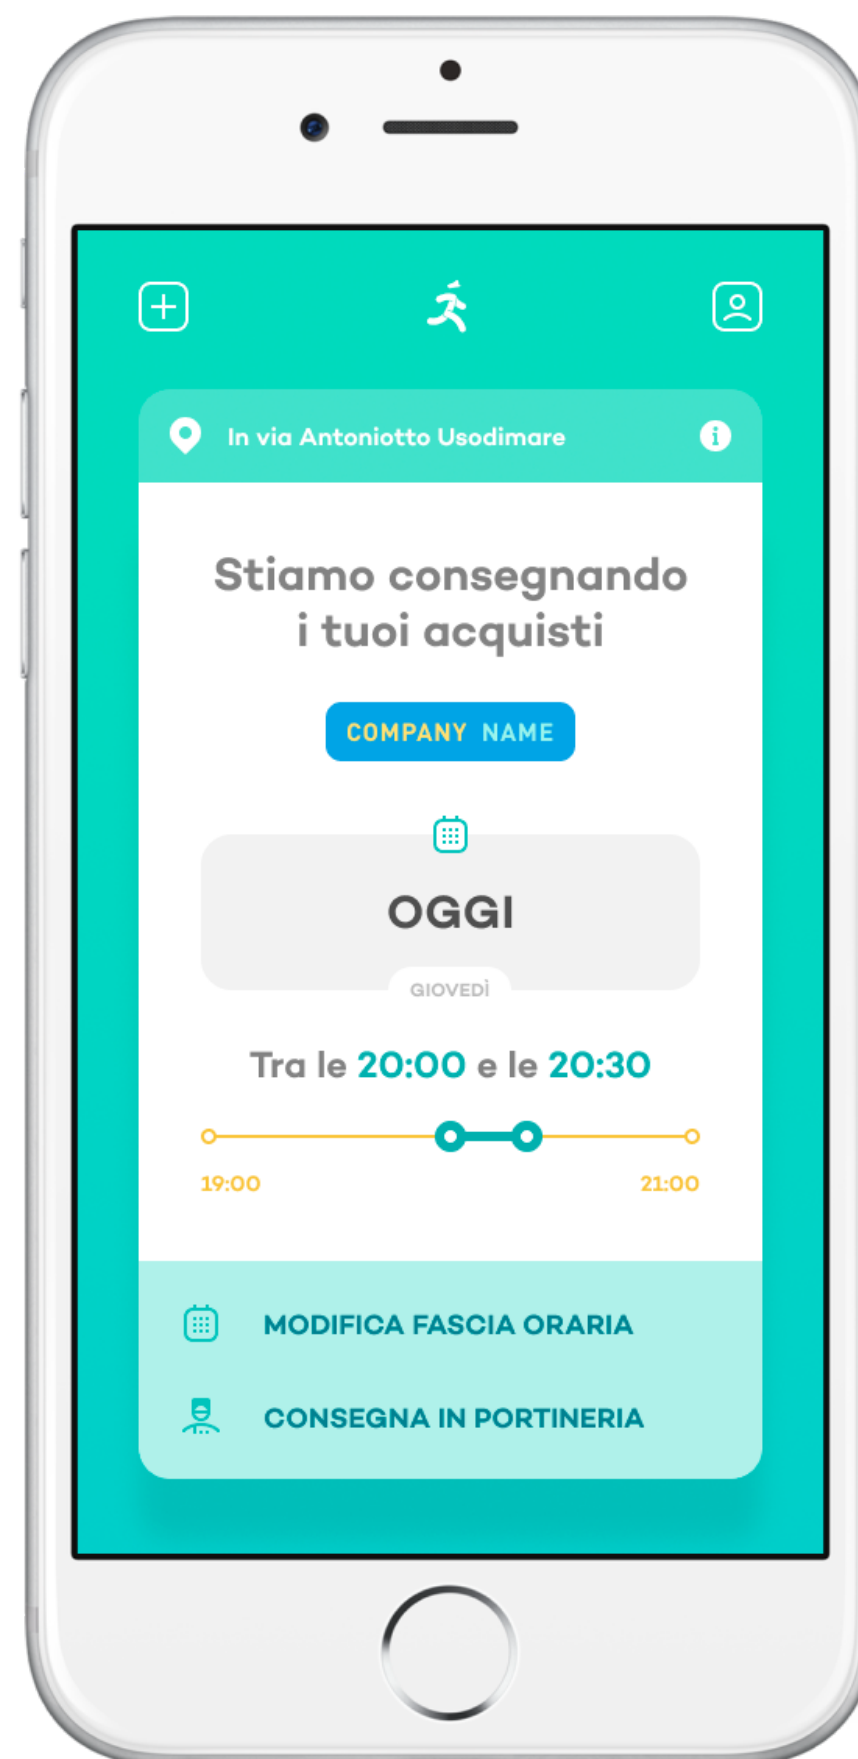 In via Antoniotto Usodimare
Stiamo consegnando
i tuoi acquisti
COMPANY NAME
OGGI
GIOVEDÌ
Tra le 20:00 e le 20:30
19:00
21:00
MODIFICA FASCIA ORARIA
CONSEGNA IN PORTINERIA